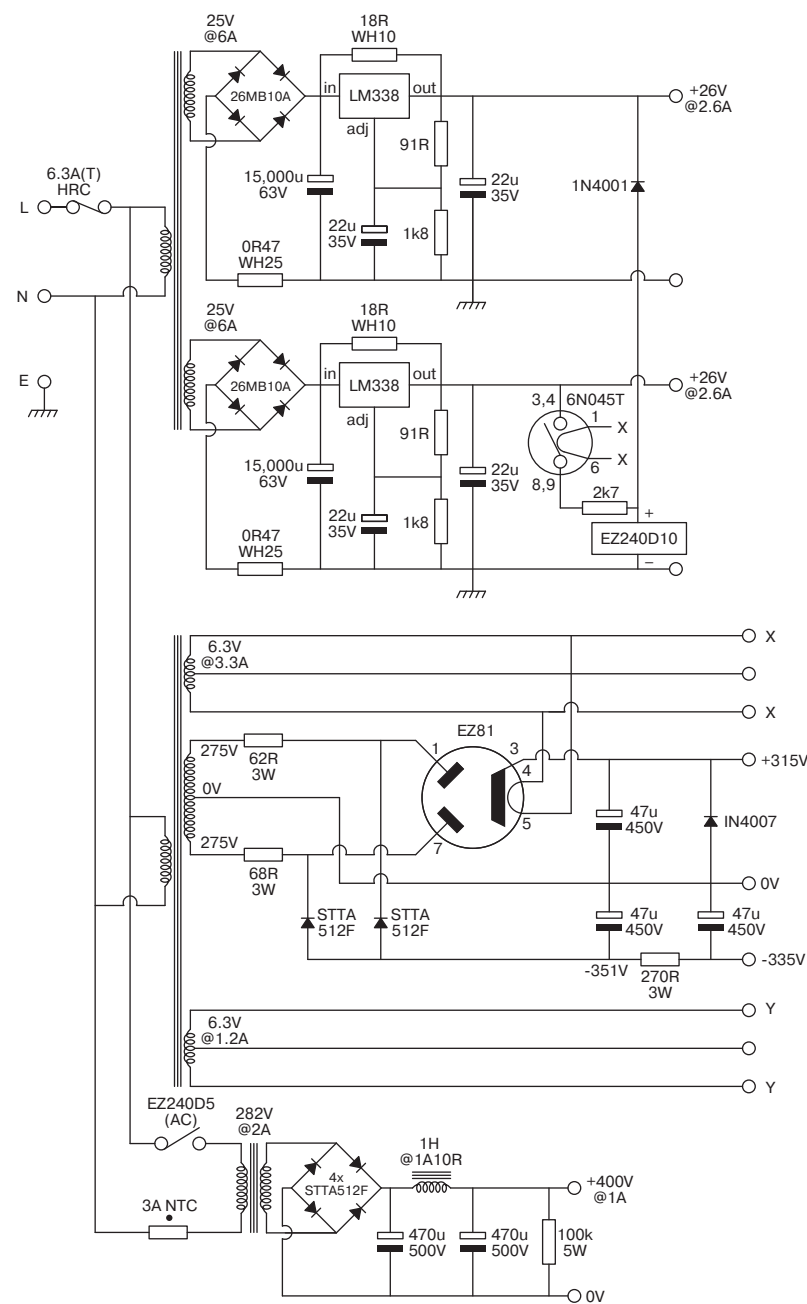 25V
@6A
18R
WH10
26MB10A
in
LM338
out
adj
91R
+26V
@2.6A
6.3A(T)
HRC
L
15,000u
63V
22u
35V
1k8
22u
35V
1N4001
0R47
WH25
N
25V
@6A
18R
WH10
E
26MB10A
in
LM338
out
adj
91R
+26V
@2.6A
3,4
6N045T
1
X
6
X
8,9
15,000u
63V
22u
35V
1k8
22u
35V
2k7
+
EZ240D10
–
0R47
WH25
6.3V
@3.3A
X
X
275V
62R
3W
0V
275V
68R
3W
EZ81
1
3
4
5
7
+315V
47u
450V
IN4007
0V
STTA
512F
STTA
512F
47u
450V
47u
450V
-351V
270R
3W
-335V
6.3V
@1.2A
Y
Y
EZ240D5
(AC)
282V
@2A
4x
STTA512F
1H
@1A10R
+400V
@1A
3A NTC
470u
500V
470u
500V
100k
5W
0V